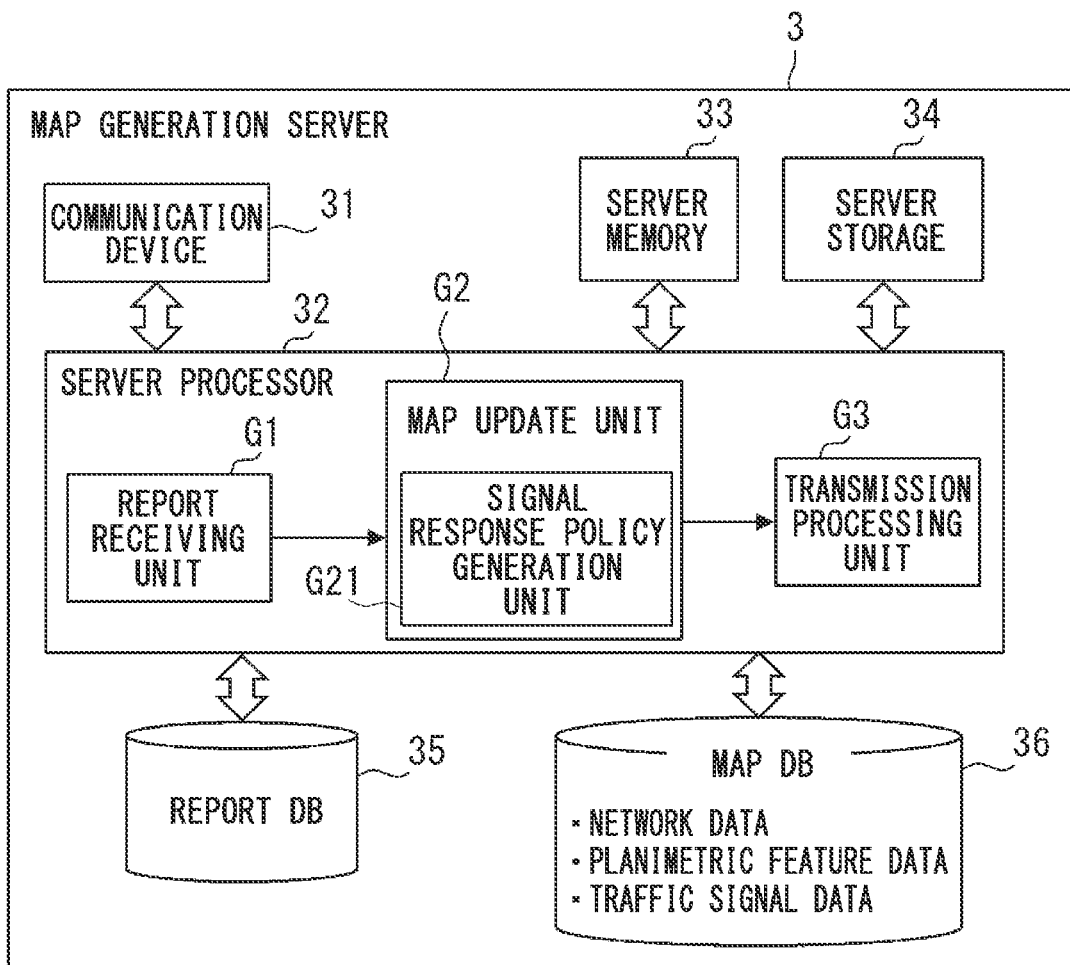 3
MAP GENERATION SERVER
33
34
COMMUNICATION
DEVICE
31
SERVER
MEMORY
SERVER
STORAGE
32
G2
SERVER PROCESSOR
G1
MAP UPDATE UNIT
G3
REPORT
RECEIVING
UNIT
SIGNAL
RESPONSE POLICY
GENERATION
UNIT
G21
TRANSMISSION
PROCESSING
UNIT
35
REPORT DB
36
MAP DB
・NETWORK DATA
・PLANIMETRIC FEATURE DATA
・TRAFFIC SIGNAL DATA